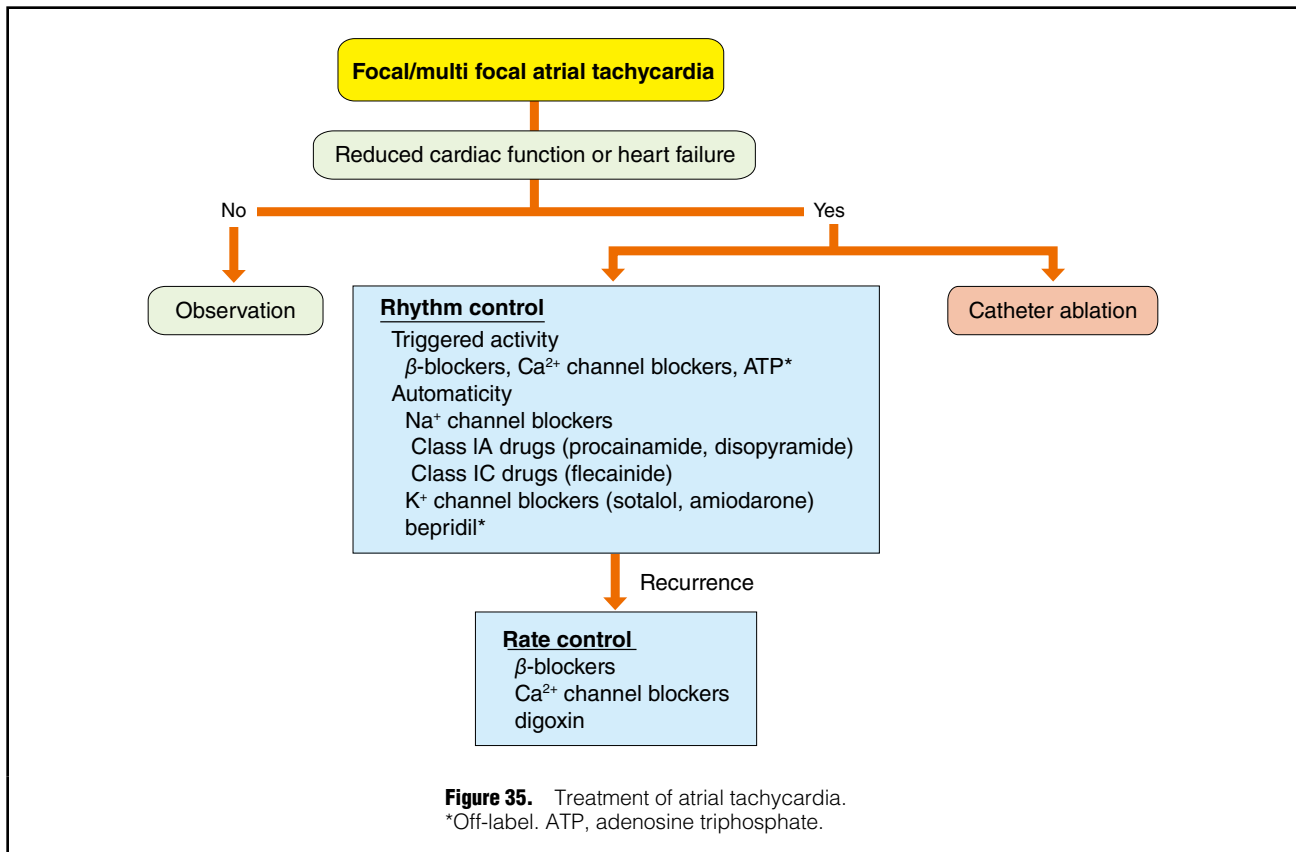 Focal/multi focal atrial tachycardia
Reduced cardiac function or heart failure
No
Yes
Observation
Rhythm control
Triggered activity
β-blockers, Ca²⁺ channel blockers, ATP*
Automaticity
Na⁺ channel blockers
Class IA drugs (procainamide, disopyramide)
Class IC drugs (flecainide)
K⁺ channel blockers (sotalol, amiodarone)
bepridil*
Catheter ablation
Recurrence
Rate control
β-blockers
Ca²⁺ channel blockers
digoxin
Figure 35. Treatment of atrial tachycardia.
*Off-label. ATP, adenosine triphosphate.